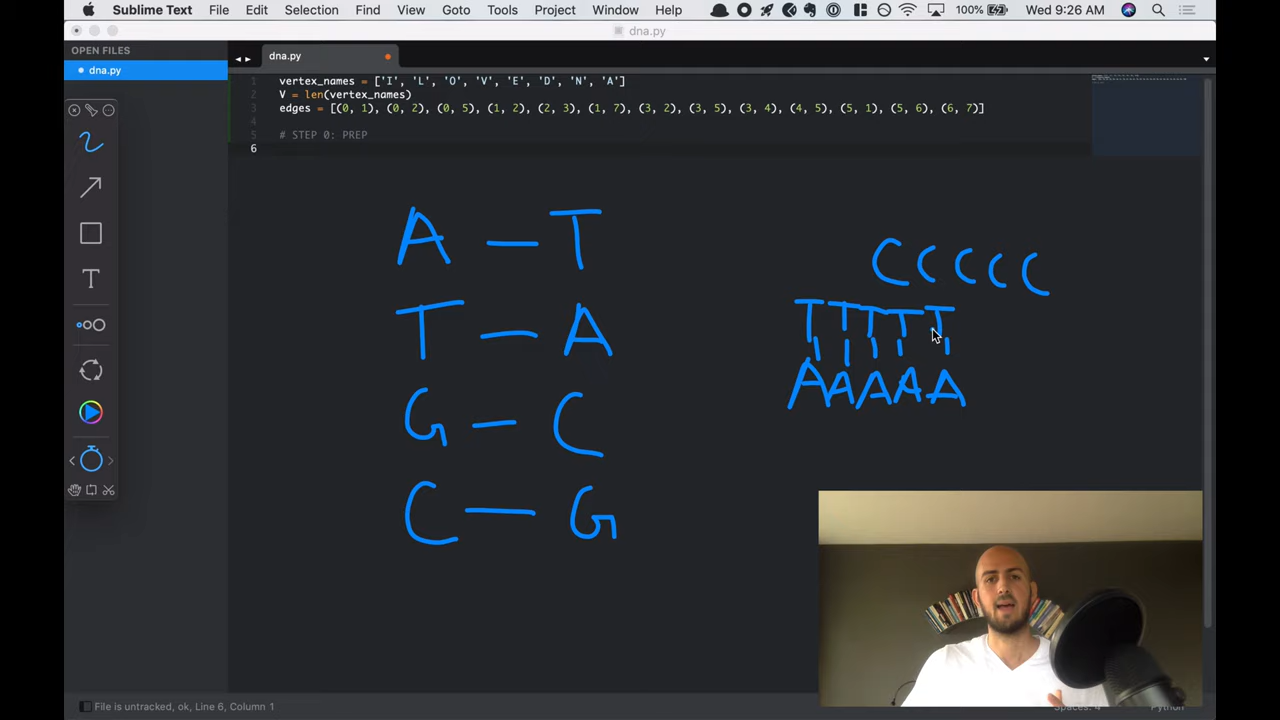 Sublime Text File Edit Selection Find View Goto Tools Project Window Help 100% Wed 9:26 AM
dna.py
OPEN FILES
dna.py
dna.py
1 vertex_names = ['I', 'L', 'O', 'V', 'E', 'D', 'N', 'A']
2 V = len(vertex_names)
3 edges = [(0, 1), (0, 2), (0, 5), (1, 2), (2, 3), (1, 7), (3, 2), (3, 5), (3, 4), (4, 5), (5, 1), (5, 6), (6, 7)]
4
5 # STEP 0: PREP
6
T
A — T
C C C C C
T T T T T
T — A
A A A A A
G — C
C — G
File is untracked, ok, Line 6, Column 1
Spaces: 4
Python